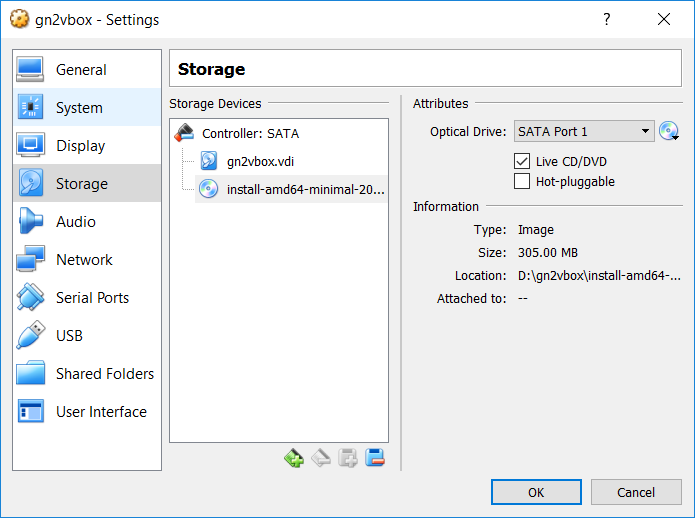 gn2vbox - Settings
?
General
System
Display
Storage
Audio
Network
Serial Ports
USB
Shared Folders
User Interface
Storage
Storage Devices
Controller: SATA
gn2vbox.vdi
install-amd64-minimal-20...
Attributes
Optical Drive: SATA Port 1
Live CD/DVD
Hot-pluggable
Information
Type: Image
Size: 305.00 MB
Location: D:\gn2vbox\install-amd64-...
Attached to: --
OK
Cancel